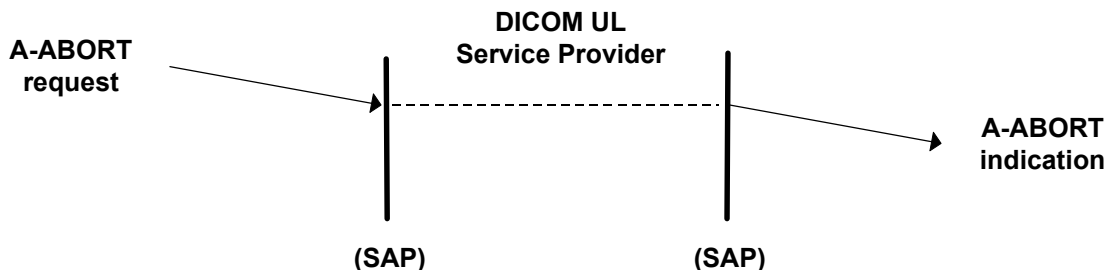 DICOM UL
Service Provider
A-ABORT
request
A-ABORT
indication
(SAP)
(SAP)